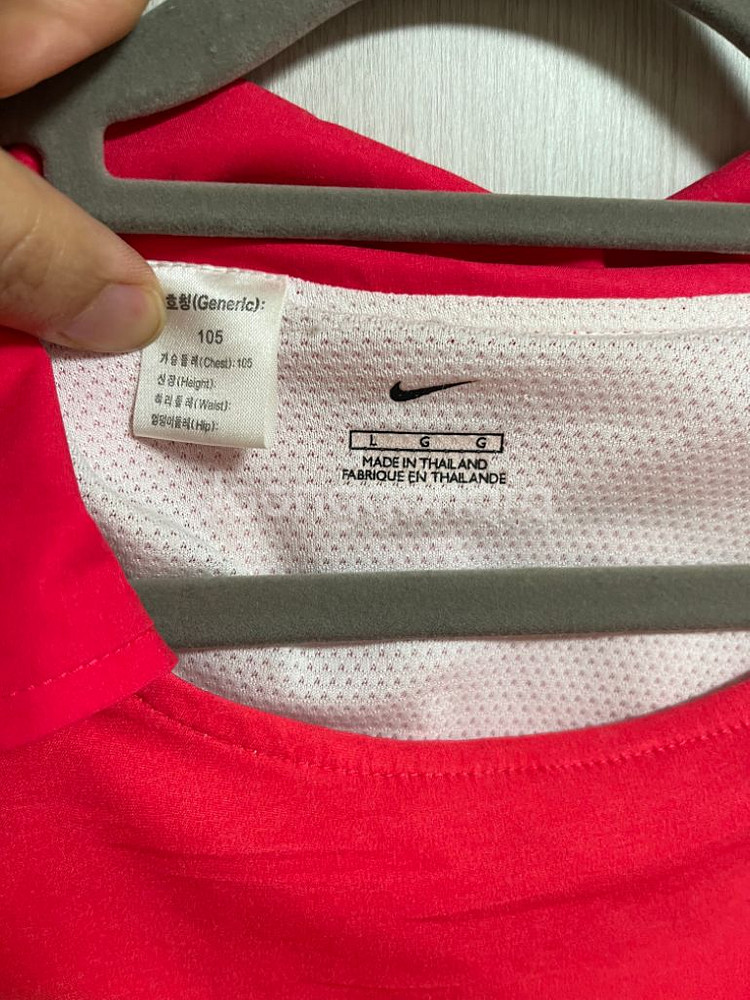 호칭(Generic):
105
가슴둘레(Chest): 105
신장(Height):
허리둘레(Waist):
엉덩이둘레(Hip):
L G G
MADE IN THAILAND
FABRIQUE EN THAILANDE